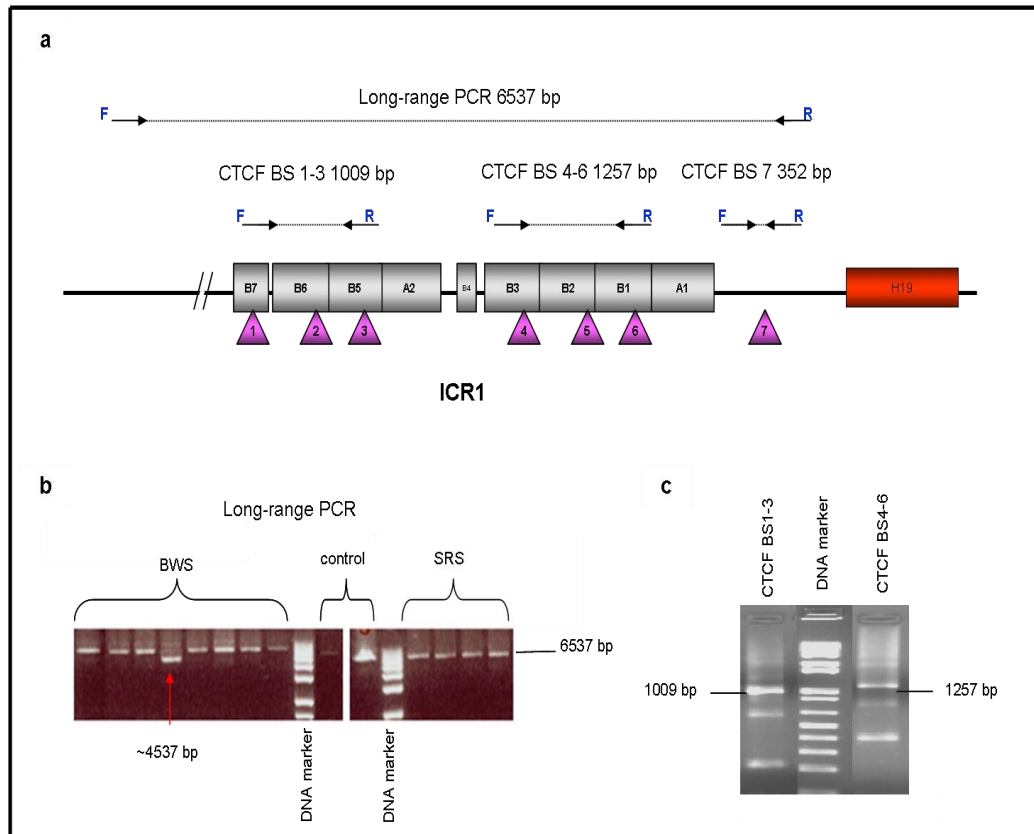 a
Long-range PCR 6537 bp
F R
CTCF BS 1-3 1009 bp CTCF BS 4-6 1257 bp CTCF BS 7 352 bp
F R F R F R
B7 B6 B5 A2 B4 B3 B2 B1 A1 H19
1 2 3 4 5 6 7
ICR1
b
Long-range PCR
BWS control SRS
6537 bp
~4537 bp
DNA marker
DNA marker
c
CTCF BS1-3
DNA marker
CTCF BS4-6
1009 bp 1257 bp